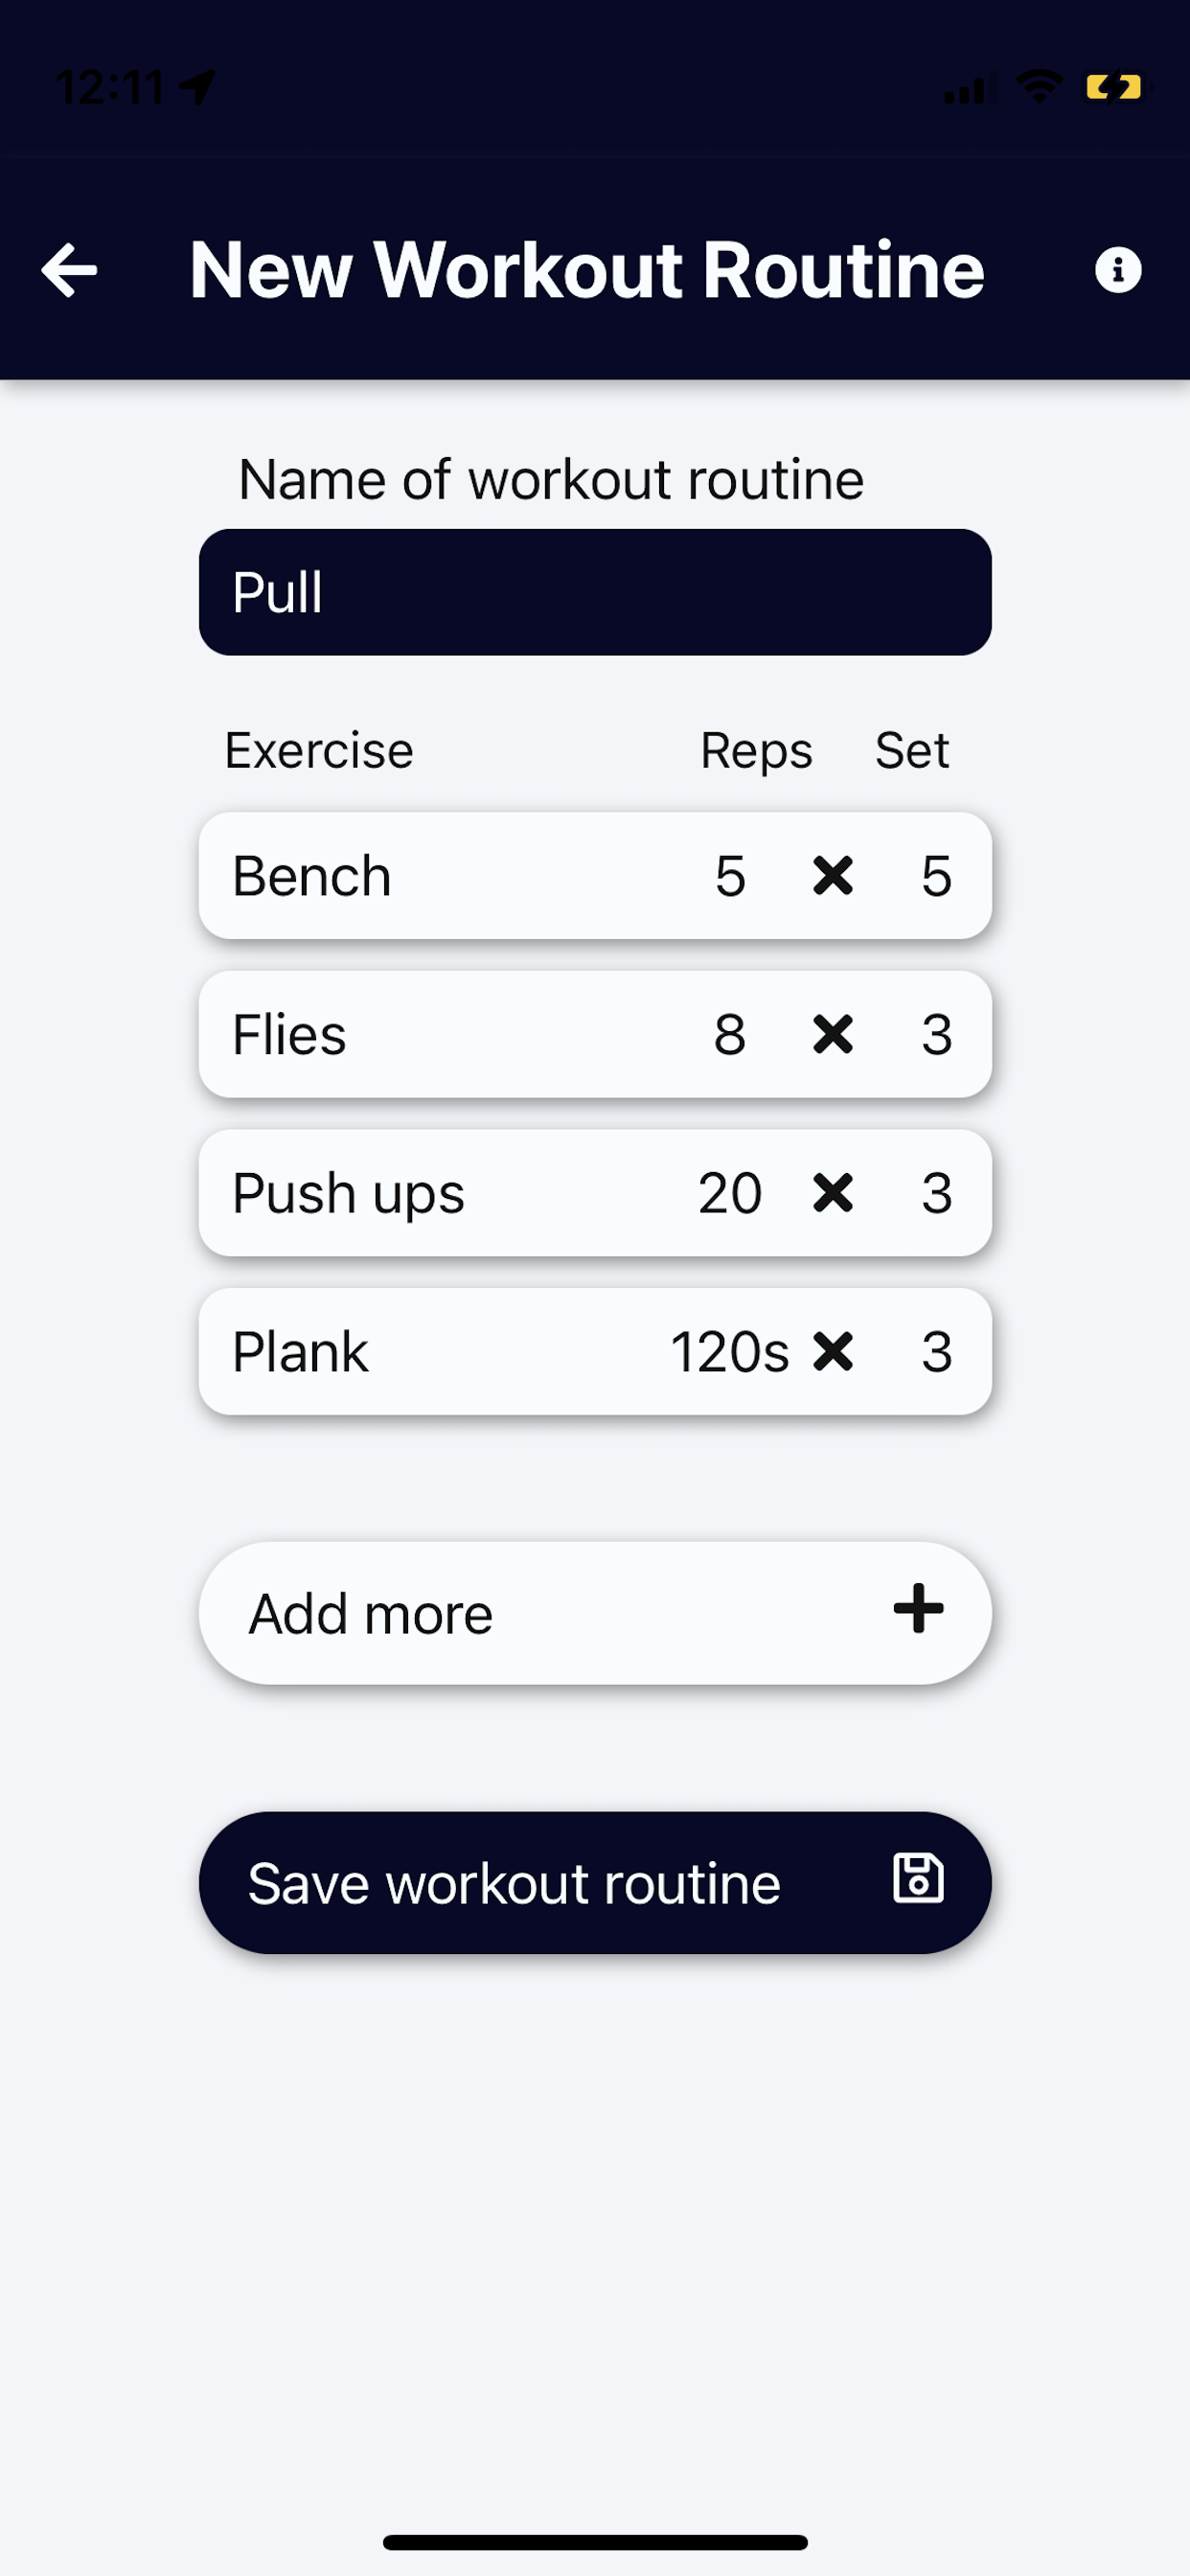 12:11
New Workout Routine
Name of workout routine
Pull
Exercise Reps Set
Bench 5 × 5
Flies 8 × 3
Push ups 20 × 3
Plank 120s × 3
Add more +
Save workout routine